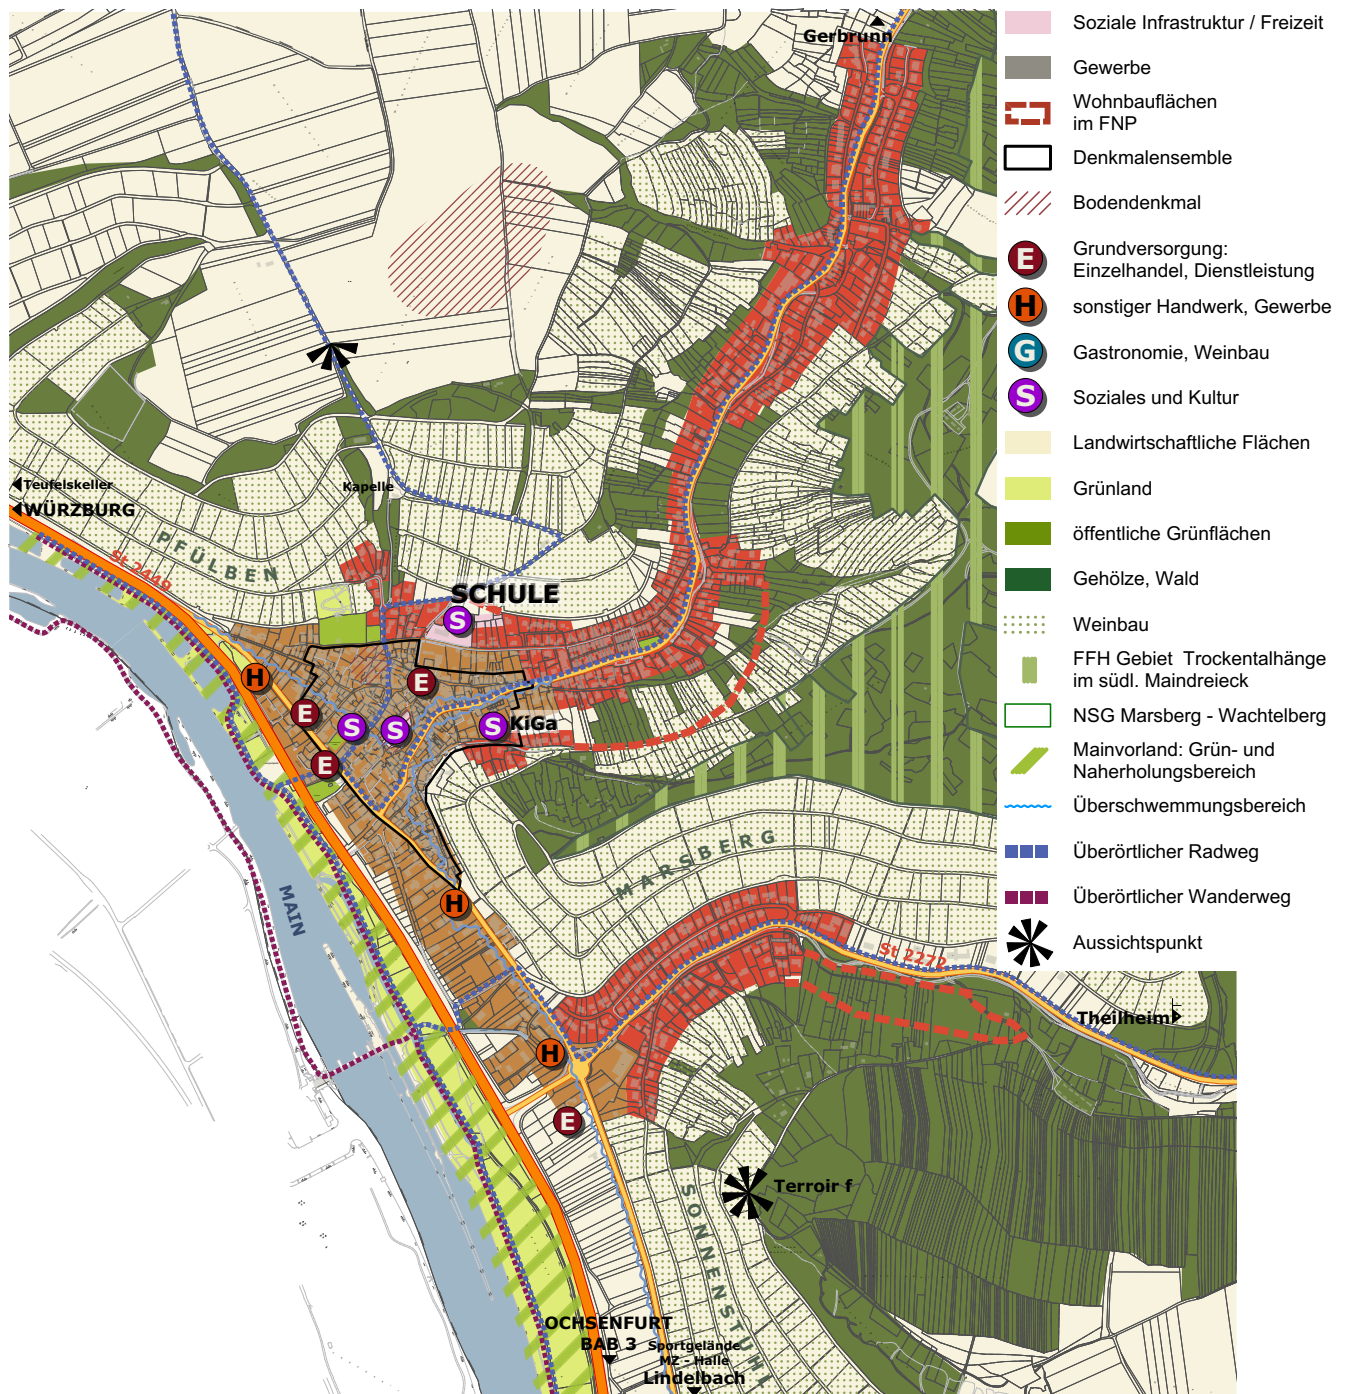 Gerbrunn
Teufelskeller
WÜRZBURG
Kapelle
PFÜLBEN
St 2449
SCHULE
S
H
E
E
S
S
S
KiGa
E
MARSBERG
MAIN
H
St 2272
Theilheim
H
E
Terroir f
SONNENSTUHL
OCHSENFURT
BAB 3
Sportgelände
MZ - Halle
Lindelbach
Soziale Infrastruktur / Freizeit
Gewerbe
Wohnbauflächen
im FNP
Denkmalensemble
Bodendenkmal
E
Grundversorgung:
Einzelhandel, Dienstleistung
H
sonstiger Handwerk, Gewerbe
G
Gastronomie, Weinbau
S
Soziales und Kultur
Landwirtschaftliche Flächen
Grünland
öffentliche Grünflächen
Gehölze, Wald
Weinbau
FFH Gebiet Trockentalhänge
im südl. Maindreieck
NSG Marsberg - Wachtelberg
Mainvorland: Grün- und
Naherholungsbereich
Überschwemmungsbereich
Überörtlicher Radweg
Überörtlicher Wanderweg
Aussichtspunkt